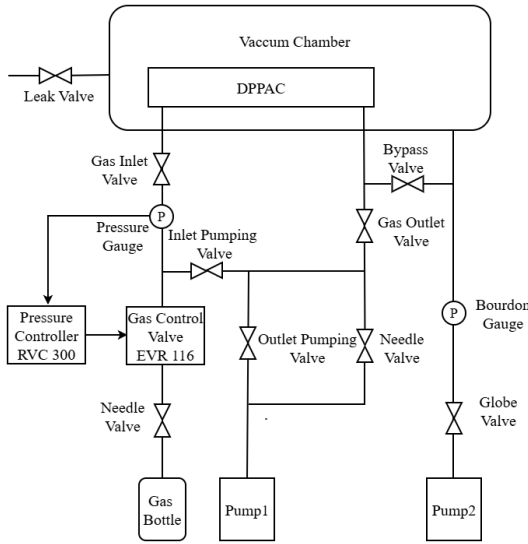 Vaccum Chamber
DPPAC
Leak Valve
Gas Inlet
Valve
Bypass
Valve
P
Pressure
Gauge
Inlet Pumping
Valve
Gas Outlet
Valve
Pressure
Controller
RVC 300
Gas Control
Valve
EVR 116
Outlet Pumping
Valve
Needle
Valve
P
Bourdon
Gauge
Needle
Valve
Globe
Valve
Gas
Bottle
Pump1
Pump2